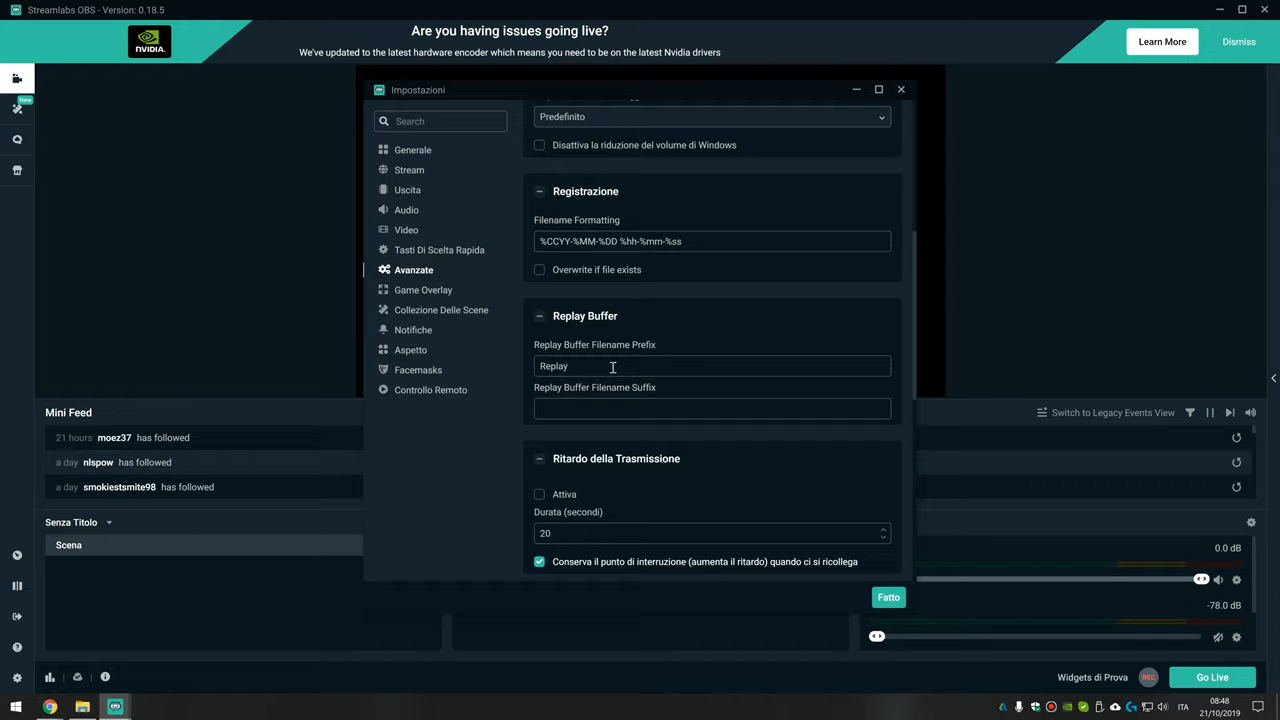 Streamlabs OBS - Version: 0.18.5
Are you having issues going live?
We've updated to the latest hardware encoder which means you need to be on the latest Nvidia drivers
NVIDIA
Learn More
Dismiss
New
Impostazioni
Search
Generale
Stream
Uscita
Audio
Video
Tasti Di Scelta Rapida
Avanzate
Game Overlay
Collezione Delle Scene
Notifiche
Aspetto
Facemasks
Controllo Remoto
Predefinito
Disattiva la riduzione del volume di Windows
Registrazione
Filename Formatting
%CCYY-%MM-%DD %hh-%mm-%ss
Overwrite if file exists
Replay Buffer
Replay Buffer Filename Prefix
Replay
Replay Buffer Filename Suffix
Ritardo della Trasmissione
Attiva
Durata (secondi)
20
Conserva il punto di interruzione (aumenta il ritardo) quando ci si ricollega
Fatto
Mini Feed
Switch to Legacy Events View
21 hours moez37 has followed
a day nlspow has followed
a day smokiestsmite98 has followed
Senza Titolo
Scena
0.0 dB
-78.0 dB
Widgets di Prova
REC
Go Live
ITA
08:48
21/10/2019